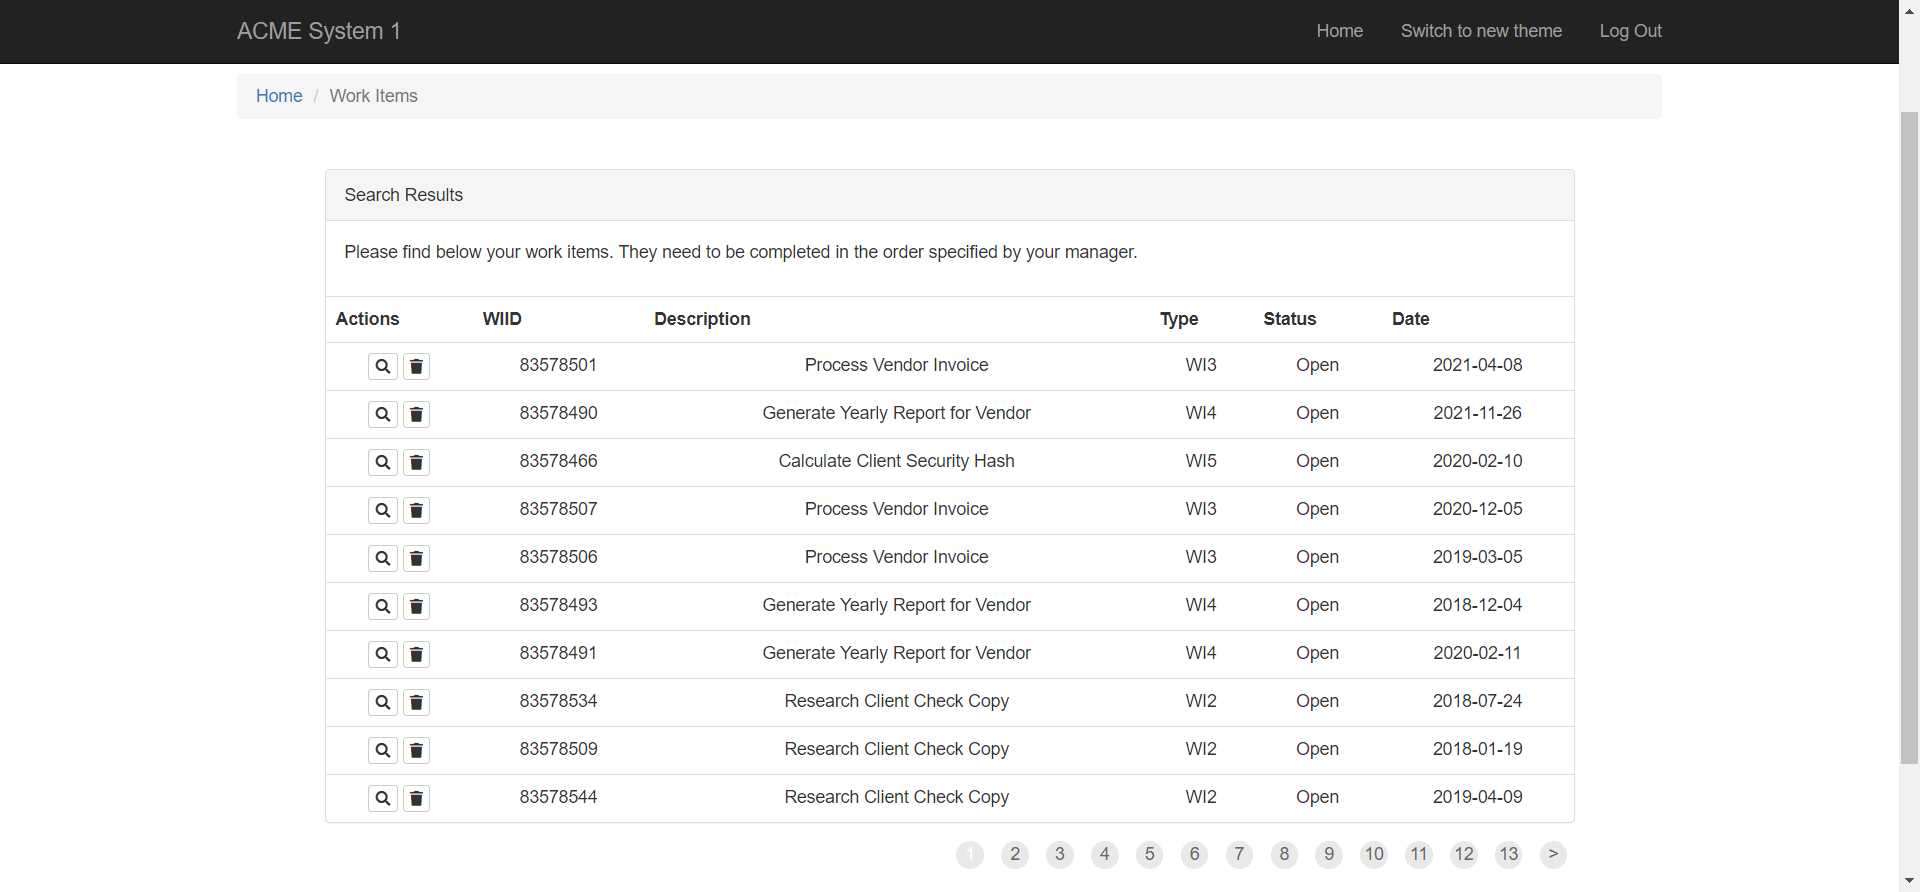 ACME System 1 Home Switch to new theme Log Out
Home / Work Items
Search Results
Please find below your work items. They need to be completed in the order specified by your manager.
Actions WIID Description Type Status Date
83578501 Process Vendor Invoice WI3 Open 2021-04-08
83578490 Generate Yearly Report for Vendor WI4 Open 2021-11-26
83578466 Calculate Client Security Hash WI5 Open 2020-02-10
83578507 Process Vendor Invoice WI3 Open 2020-12-05
83578506 Process Vendor Invoice WI3 Open 2019-03-05
83578493 Generate Yearly Report for Vendor WI4 Open 2018-12-04
83578491 Generate Yearly Report for Vendor WI4 Open 2020-02-11
83578534 Research Client Check Copy WI2 Open 2018-07-24
83578509 Research Client Check Copy WI2 Open 2018-01-19
83578544 Research Client Check Copy WI2 Open 2019-04-09
1 2 3 4 5 6 7 8 9 10 11 12 13 >